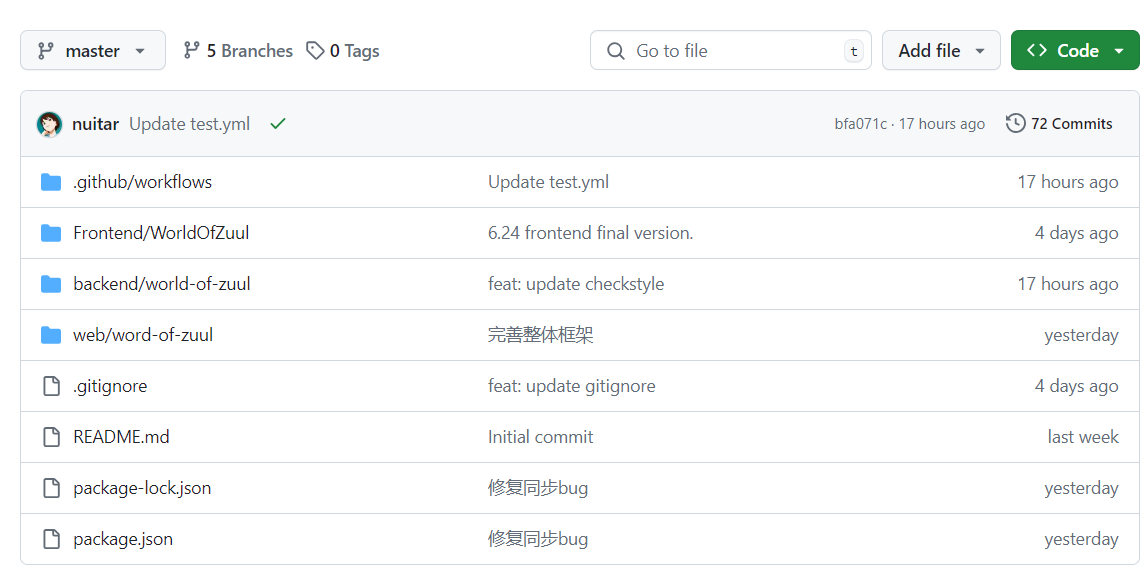 master 5 Branches 0 Tags Go to file t Add file Code
nuitar Update test.yml bfa071c · 17 hours ago 72 Commits
.github/workflows Update test.yml 17 hours ago
Frontend/WorldOfZuul 6.24 frontend final version. 4 days ago
backend/world-of-zuul feat: update checkstyle 17 hours ago
web/word-of-zuul 完善整体框架 yesterday
.gitignore feat: update gitignore 4 days ago
README.md Initial commit last week
package-lock.json 修复同步bug yesterday
package.json 修复同步bug yesterday